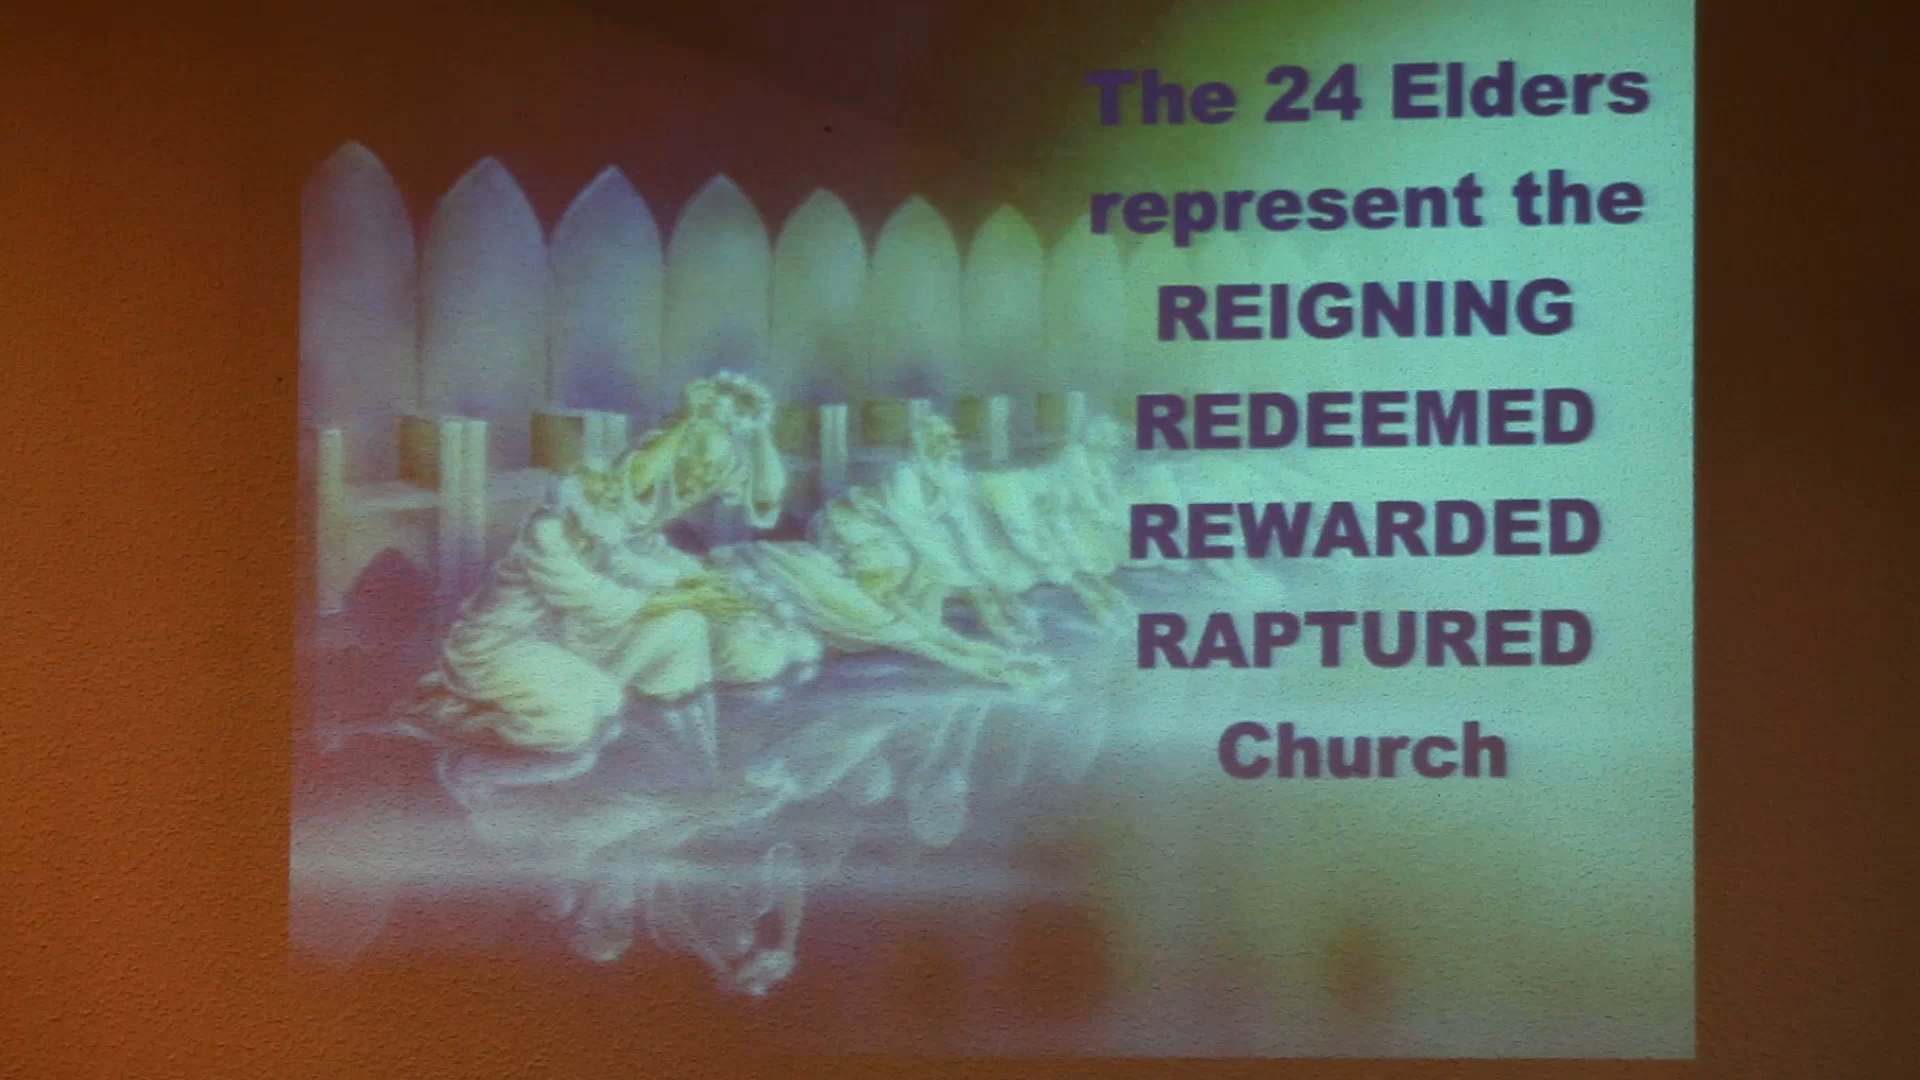 The 24 Elders
represent the
REIGNING
REDEEMED
REWARDED
RAPTURED
Church